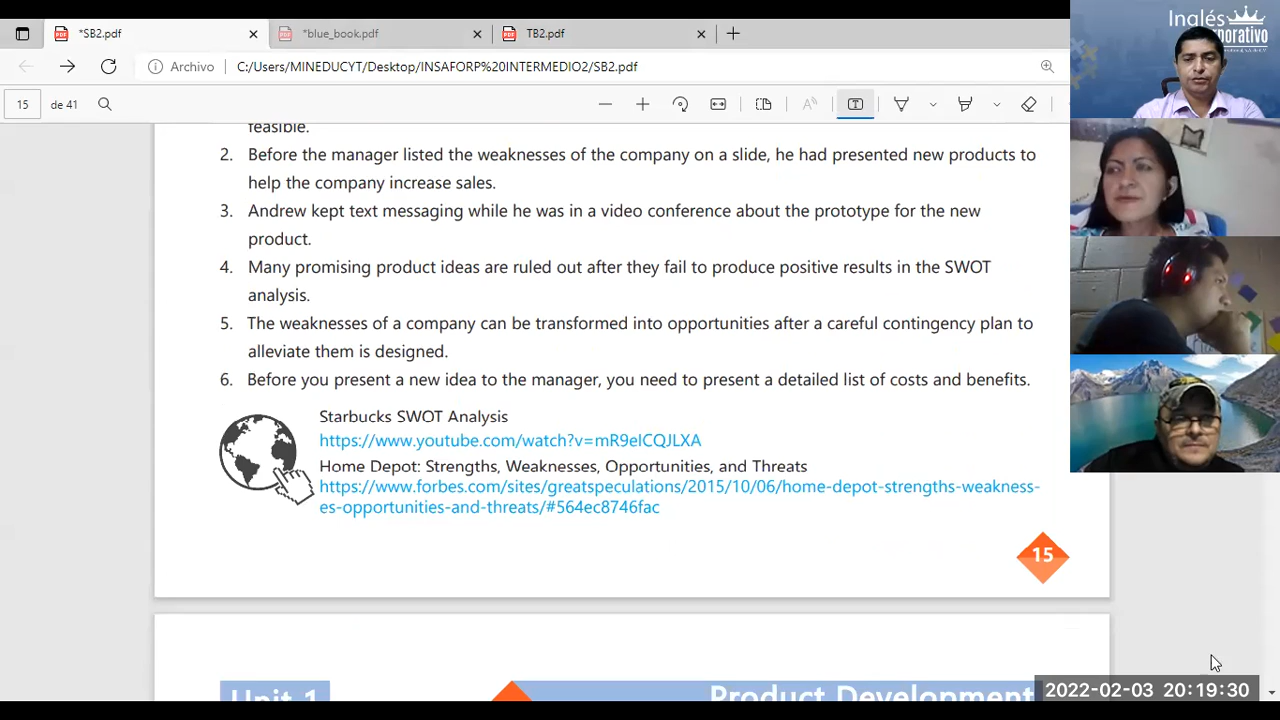 *SB2.pdf
*blue_book.pdf
TB2.pdf
Archivo
C:/Users/MINEDUCYT/Desktop/INSAFORP%20INTERMEDIO2/SB2.pdf
15
de 41
feasible.
2. Before the manager listed the weaknesses of the company on a slide, he had presented new products to
help the company increase sales.
3. Andrew kept text messaging while he was in a video conference about the prototype for the new
product.
4. Many promising product ideas are ruled out after they fail to produce positive results in the SWOT
analysis.
5. The weaknesses of a company can be transformed into opportunities after a careful contingency plan to
alleviate them is designed.
6. Before you present a new idea to the manager, you need to present a detailed list of costs and benefits.
Starbucks SWOT Analysis
https://www.youtube.com/watch?v=mR9eICQJLXA
Home Depot: Strengths, Weaknesses, Opportunities, and Threats
https://www.forbes.com/sites/greatspeculations/2015/10/06/home-depot-strengths-weakness-
es-opportunities-and-threats/#564ec8746fac
15
Unit 1
Product Development
Inglés
2022-02-03 20:19:30